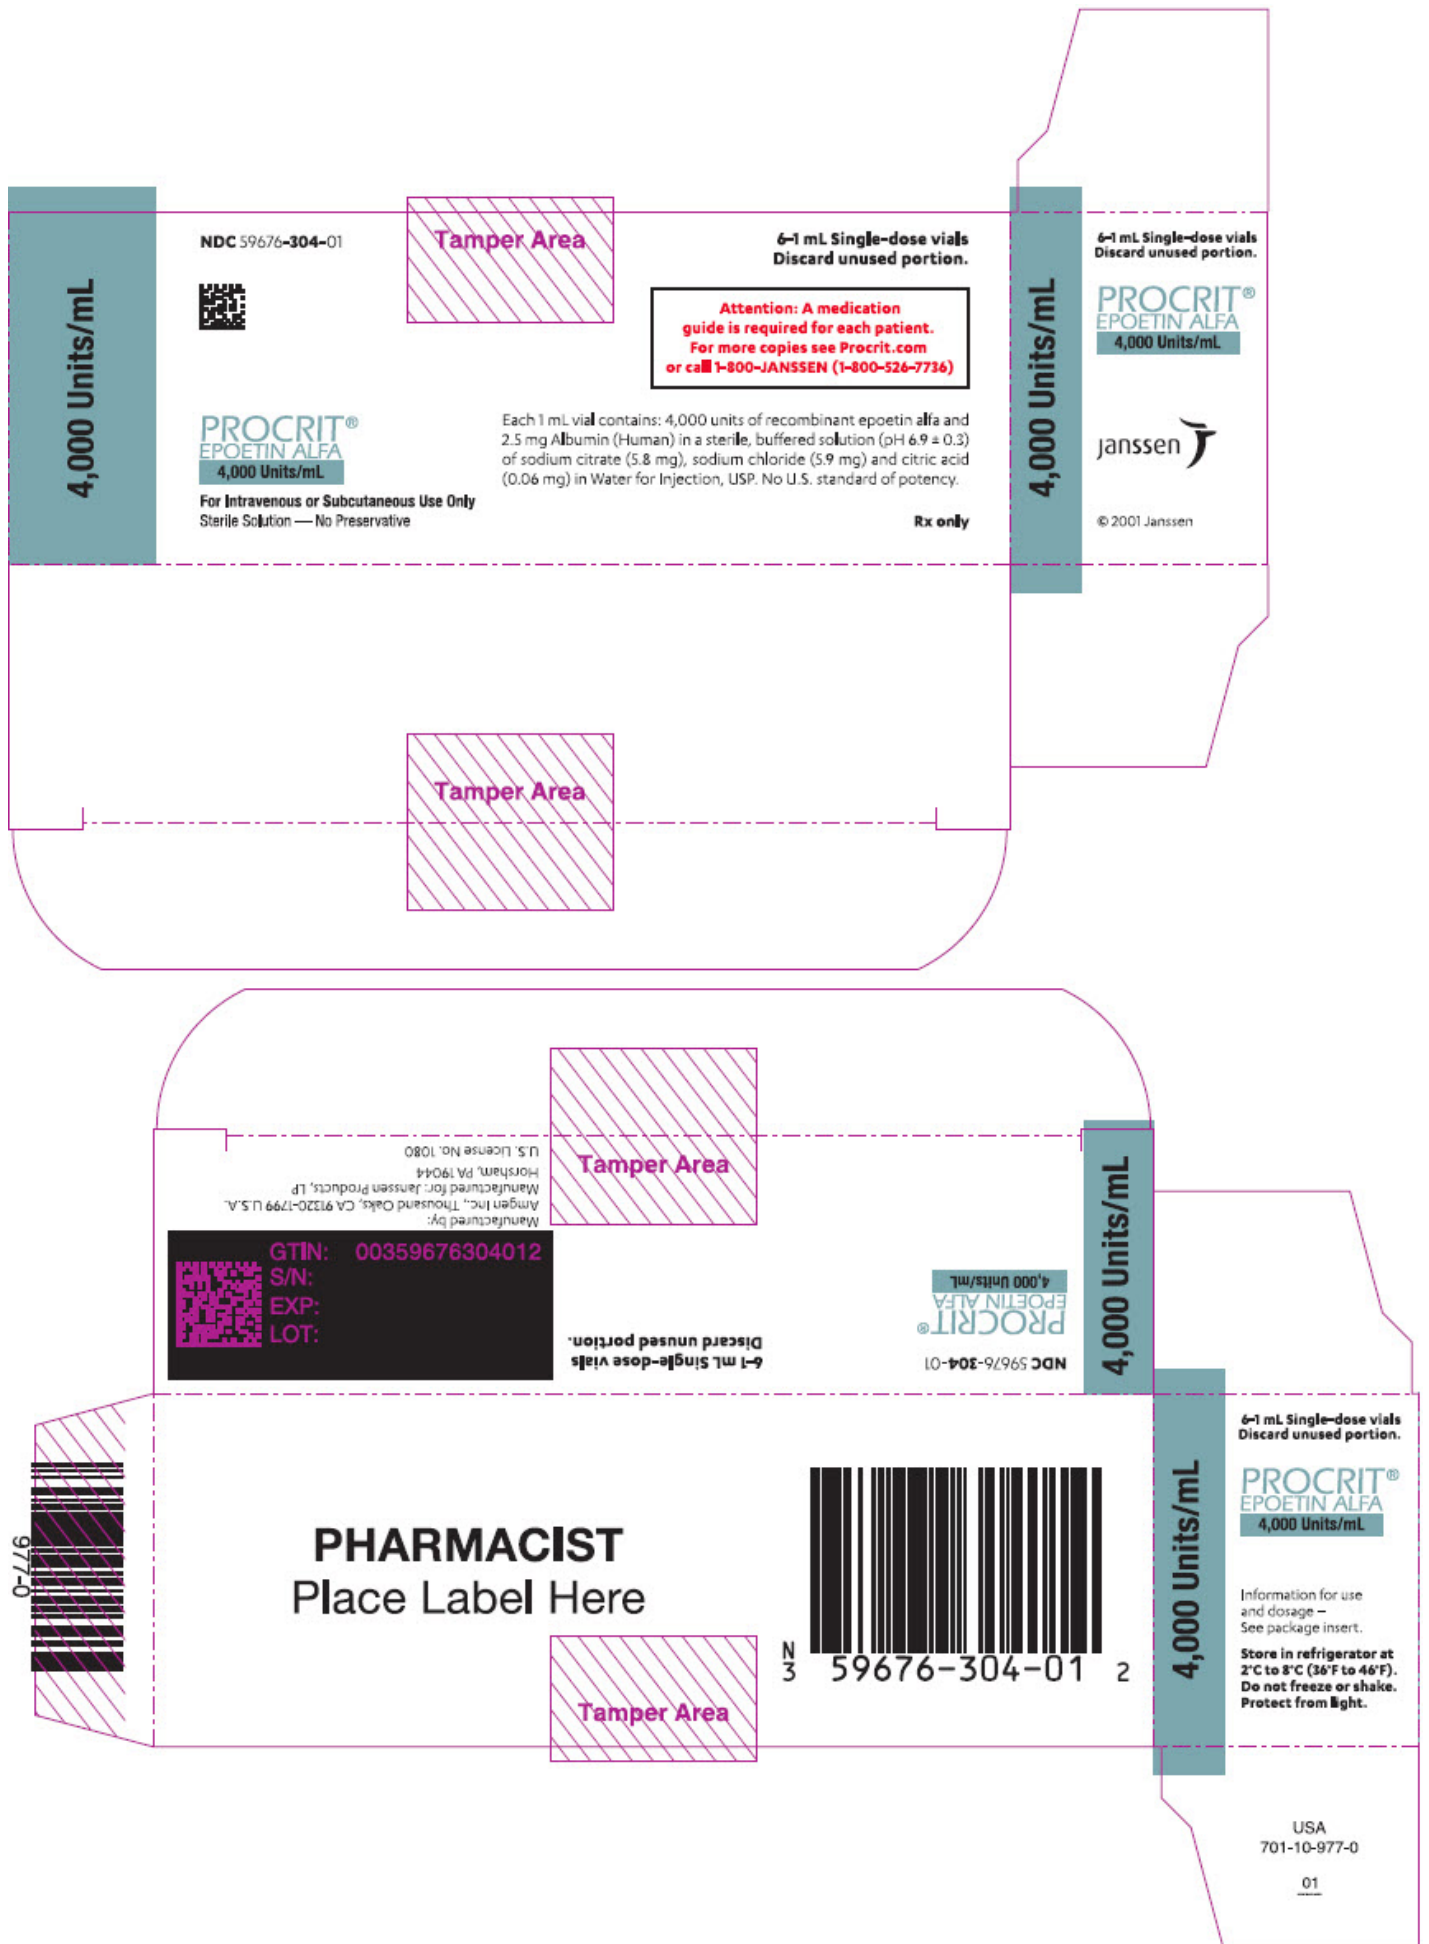 4,000 Units/mL
NDC 59676-304-01
Tamper Area
6-1 mL Single-dose vials
Discard unused portion.
Attention: A medication
guide is required for each patient.
For more copies see Procrit.com
or call 1-800-JANSSEN (1-800-526-7736)
PROCRIT®
EPOETIN ALFA
4,000 Units/mL
For Intravenous or Subcutaneous Use Only
Sterile Solution — No Preservative
Each 1 mL vial contains: 4,000 units of recombinant epoetin alfa and
2.5 mg Albumin (Human) in a sterile, buffered solution (pH 6.9 ± 0.3)
of sodium citrate (5.8 mg), sodium chloride (5.9 mg) and citric acid
(0.06 mg) in Water for Injection, USP. No U.S. standard of potency.
Rx only
4,000 Units/mL
6-1 mL Single-dose vials
Discard unused portion.
PROCRIT®
EPOETIN ALFA
4,000 Units/mL
janssen
© 2001 Janssen
Tamper Area
Tamper Area
Manufactured by:
Amgen Inc., Thousand Oaks, CA 91320-1799 U.S.A.
Manufactured for: Janssen Products, LP
Horsham, PA 19044
U.S. License No. 1080
GTIN: 00359676304012
S/N:
EXP:
LOT:
6-1 mL Single-dose vials
Discard unused portion.
NDC 59676-304-01
PROCRIT®
EPOETIN ALFA
4,000 Units/mL
4,000 Units/mL
977-0
PHARMACIST
Place Label Here
Tamper Area
N
3 59676-304-01 2
4,000 Units/mL
6-1 mL Single-dose vials
Discard unused portion.
PROCRIT®
EPOETIN ALFA
4,000 Units/mL
Information for use
and dosage –
See package insert.
Store in refrigerator at
2°C to 8°C (36°F to 46°F).
Do not freeze or shake.
Protect from light.
USA
701-10-977-0
01